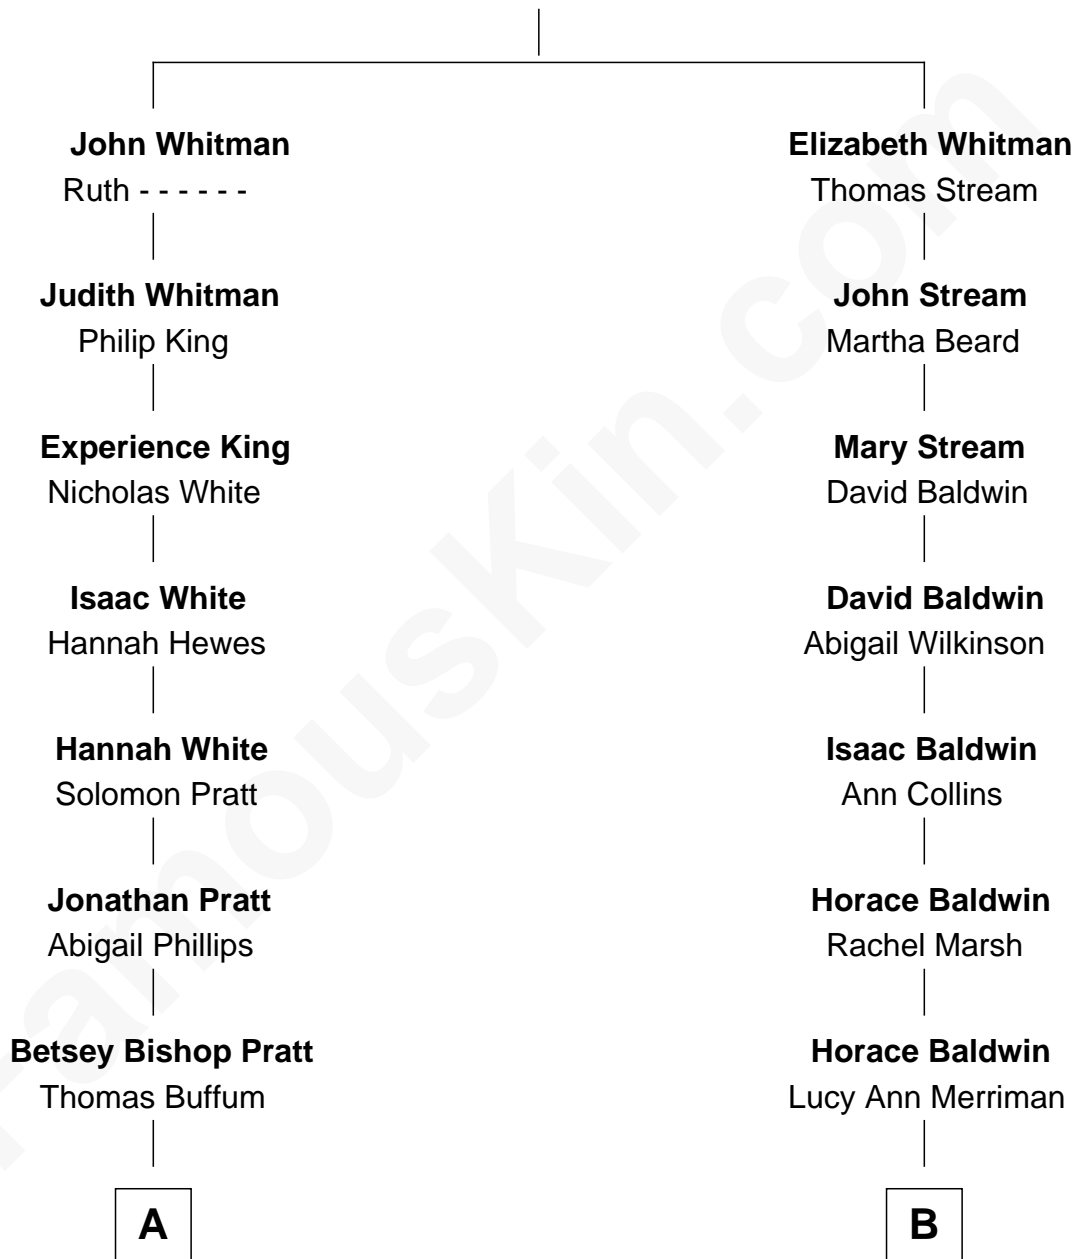 John Whitman
Ruth - - - - - -
Judith Whitman
Philip King
Experience King
Nicholas White
Isaac White
Hannah Hewes
Hannah White
Solomon Pratt
Jonathan Pratt
Abigail Phillips
Betsey Bishop Pratt
Thomas Buffum
A
Elizabeth Whitman
Thomas Stream
John Stream
Martha Beard
Mary Stream
David Baldwin
David Baldwin
Abigail Wilkinson
Isaac Baldwin
Ann Collins
Horace Baldwin
Rachel Marsh
Horace Baldwin
Lucy Ann Merriman
B
FamousKin.com